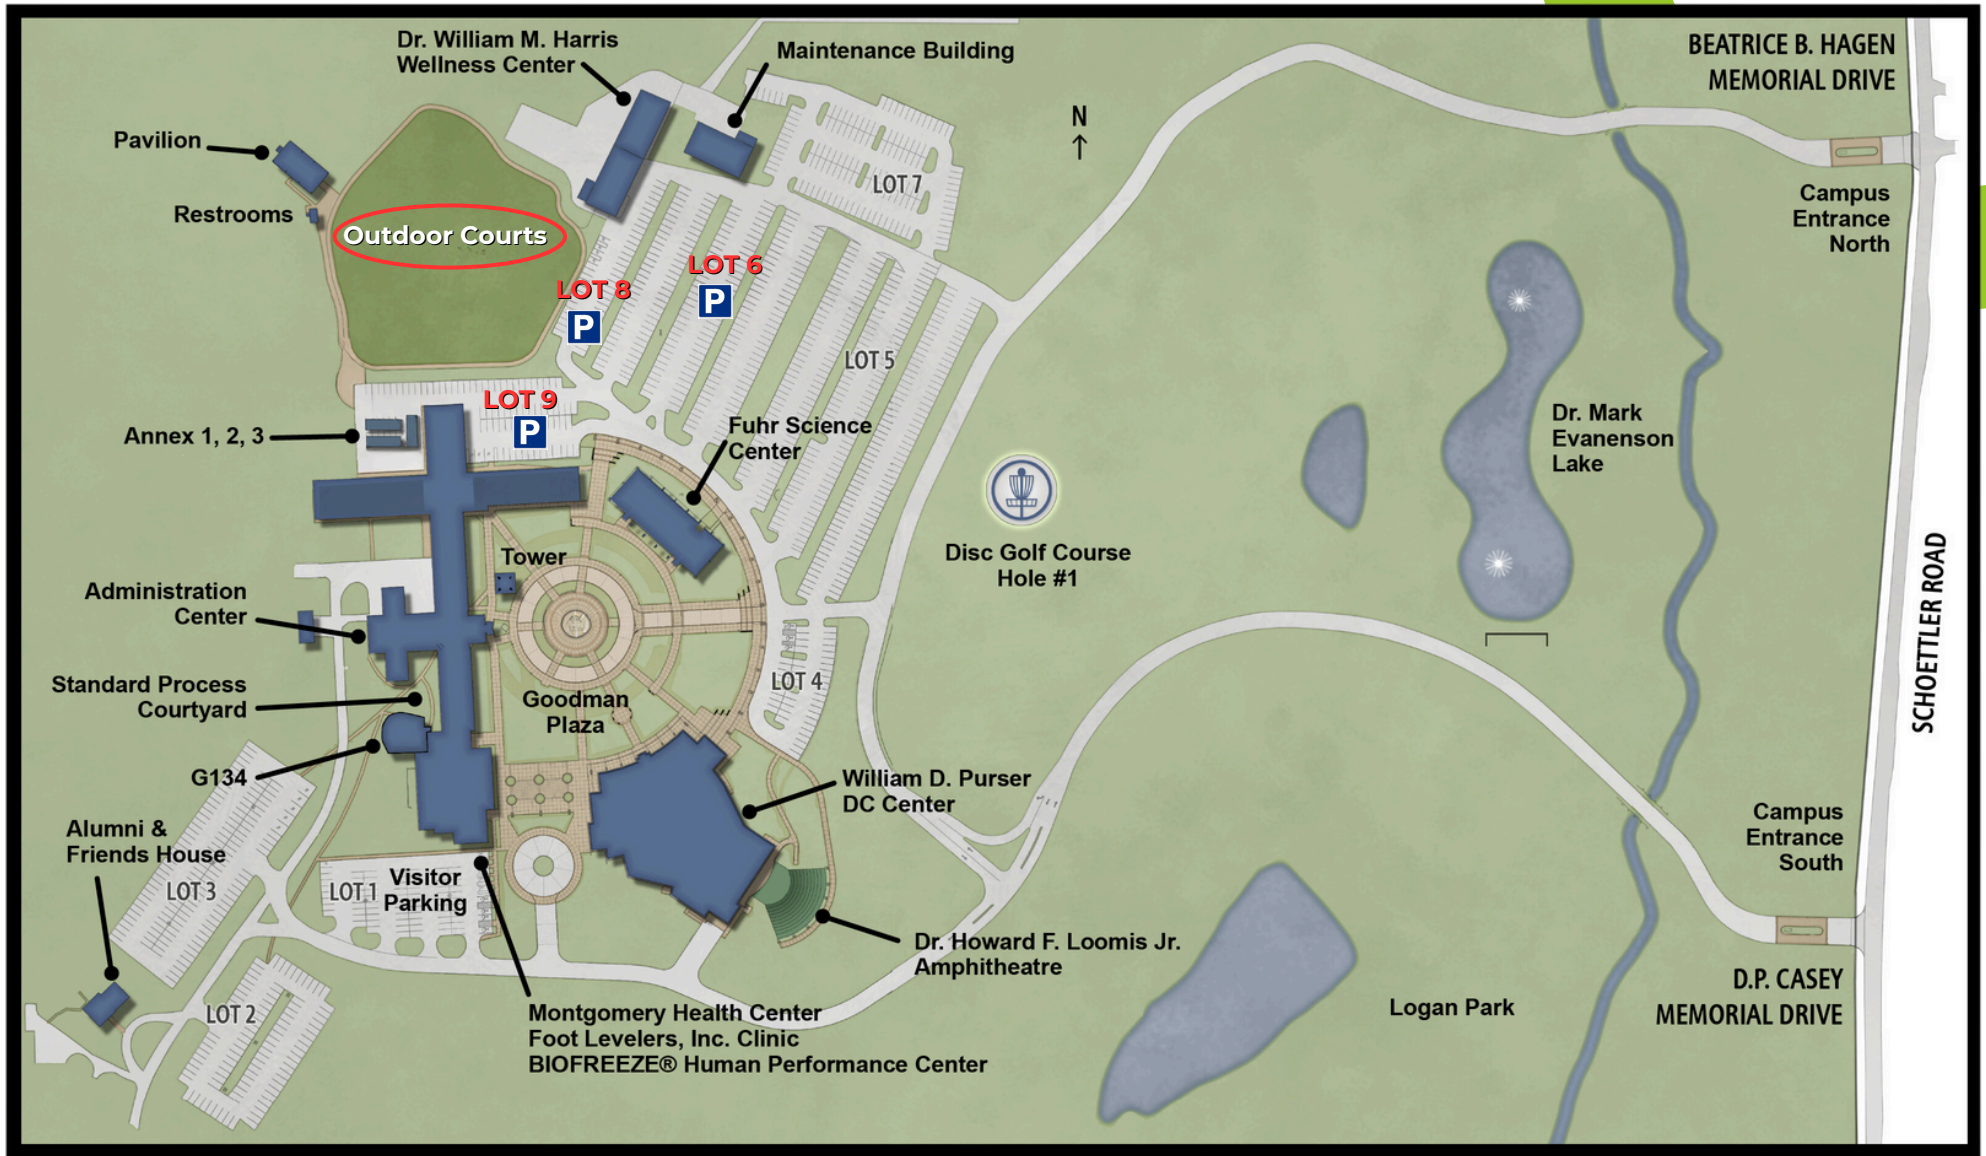 Dr. William M. Harris
Wellness Center
Maintenance Building
BEATRICE B. HAGEN
MEMORIAL DRIVE
N
Pavilion
LOT 7
Restrooms
Campus
Entrance
North
Outdoor Courts
LOT 6
P
LOT 8
P
LOT 5
LOT 9
P
Annex 1, 2, 3
Fuhr Science
Center
Dr. Mark
Evanenson
Lake
Tower
Disc Golf Course
Hole #1
SCHOETTLER ROAD
Administration
Center
Standard Process
Courtyard
LOT 4
Goodman
Plaza
G134
William D. Purser
DC Center
Alumni &
Friends House
LOT 3
LOT 1
Visitor
Parking
Campus
Entrance
South
Dr. Howard F. Loomis Jr.
Amphitheatre
D.P. CASEY
MEMORIAL DRIVE
LOT 2
Logan Park
Montgomery Health Center
Foot Levelers, Inc. Clinic
BIOFREEZE® Human Performance Center